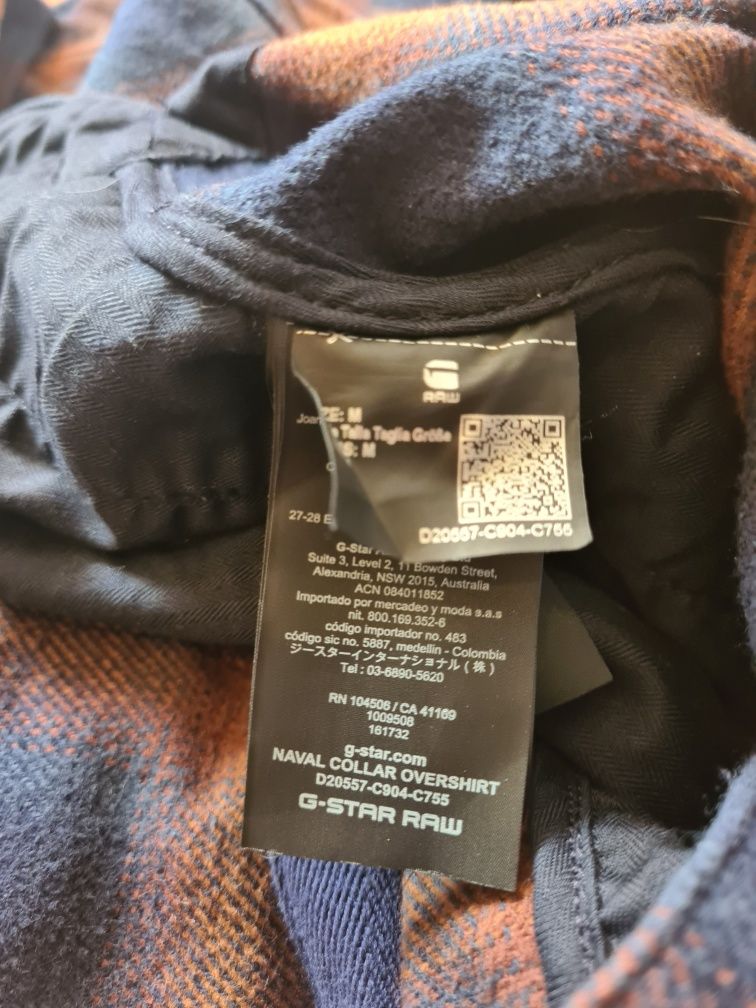 RAW
ZE: M
Talla Taglia Größe
S: M
D20557-C904-C755
Joan
27-28 E
G-Star
Suite 3, Level 2, 11 Bowden Street,
Alexandria, NSW 2015, Australia
ACN 084011852
Importado por mercadeo y moda s.a.s
nit. 800.169.352-6
código importador no. 483
código sic no. 5887, medellin - Colombia
ジースターインターナショナル(株)
Tel : 03-6890-5620
RN 104506 / CA 41169
1009508
161732
g-star.com
NAVAL COLLAR OVERSHIRT
D20557-C904-C755
G-STAR RAW